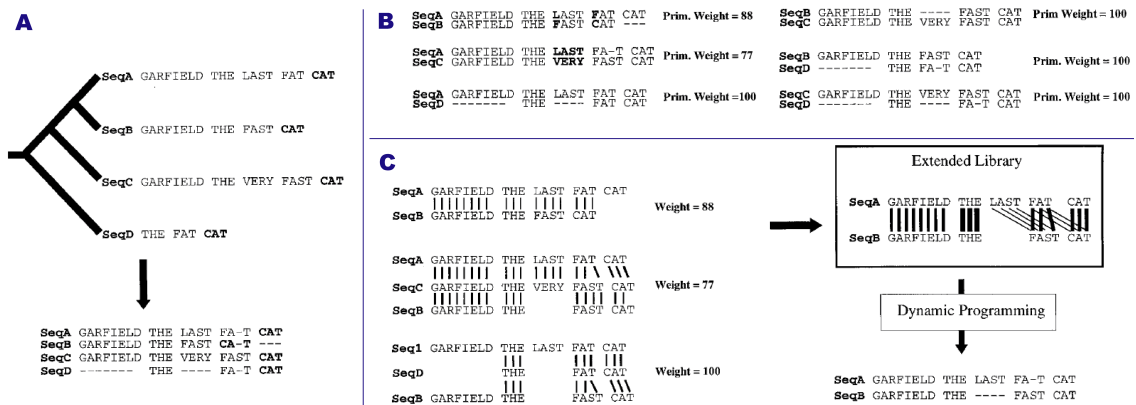 A
SeqA GARFIELD THE LAST FAT CAT
SeqB GARFIELD THE FAST CAT
SeqC GARFIELD THE VERY FAST CAT
SeqD THE FAT CAT
SeqA GARFIELD THE LAST FA-T CAT
SeqB GARFIELD THE FAST CA-T ---
SeqC GARFIELD THE VERY FAST CAT
SeqD -------- THE ---- FA-T CAT
B
SeqA GARFIELD THE LAST FAT CAT
SeqB GARFIELD THE FAST CAT ---
Prim. Weight = 88
SeqA GARFIELD THE LAST FA-T CAT
SeqC GARFIELD THE VERY FAST CAT
Prim. Weight = 77
SeqA GARFIELD THE LAST FAT CAT
SeqD -------- THE ---- FAT CAT
Prim. Weight =100
SeqB GARFIELD THE ---- FAST CAT
SeqC GARFIELD THE VERY FAST CAT
Prim Weight = 100
SeqB GARFIELD THE FAST CAT
SeqD -------- THE FA-T CAT
Prim. Weight = 100
SeqC GARFIELD THE VERY FAST CAT
SeqD -------- THE ---- FA-T CAT
Prim. Weight = 100
C
SeqA GARFIELD THE LAST FAT CAT
SeqB GARFIELD THE FAST CAT
Weight = 88
SeqA GARFIELD THE LAST FAT CAT
SeqC GARFIELD THE VERY FAST CAT
SeqB GARFIELD THE FAST CAT
Weight = 77
Seq1 GARFIELD THE LAST FAT CAT
SeqD THE FAT CAT
SeqB GARFIELD THE FAST CAT
Weight = 100
Extended Library
SeqA GARFIELD THE LAST FAT CAT
SeqB GARFIELD THE FAST CAT
Dynamic Programming
SeqA GARFIELD THE LAST FA-T CAT
SeqB GARFIELD THE ---- FAST CAT